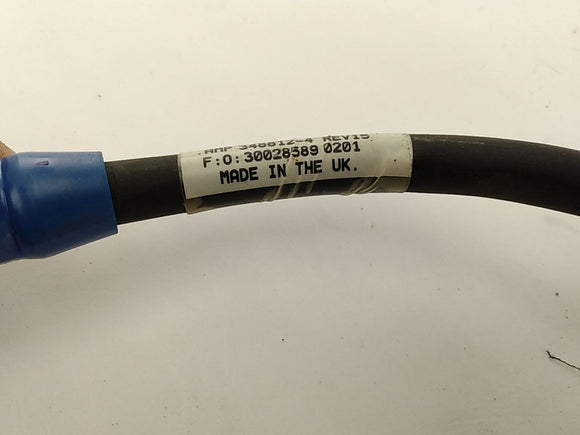 .AMP 348812-4 REV15
F:O:30028589 0201
MADE IN THE UK.